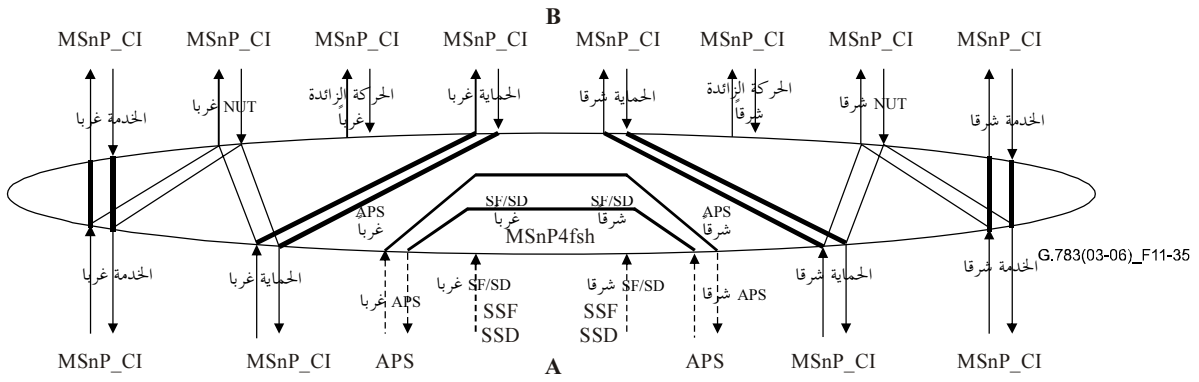 B
MSnP_CI MSnP_CI MSnP_CI MSnP_CI MSnP_CI MSnP_CI MSnP_CI MSnP_CI
الخدمة غربا
NUT غربا
الحركة الزائدة
غرباً
الحماية غربا
الحماية شرقا
الحركة الزائدة
شرقاً
NUT شرقا
الخدمة شرقا
APS
غرباً
SF/SD
غرباً
SF/SD
شرقاً
APS
شرقاً
MSnP4fsh
G.783(03-06)_F11-35
الخدمة غربا
الحماية غربا
APS غربا
SF/SD غربا
SF/SD شرقا
APS شرقا
الحماية شرقا
الخدمة شرقا
SSF SSF
SSD SSD
MSnP_CI MSnP_CI APS APS MSnP_CI MSnP_CI
A